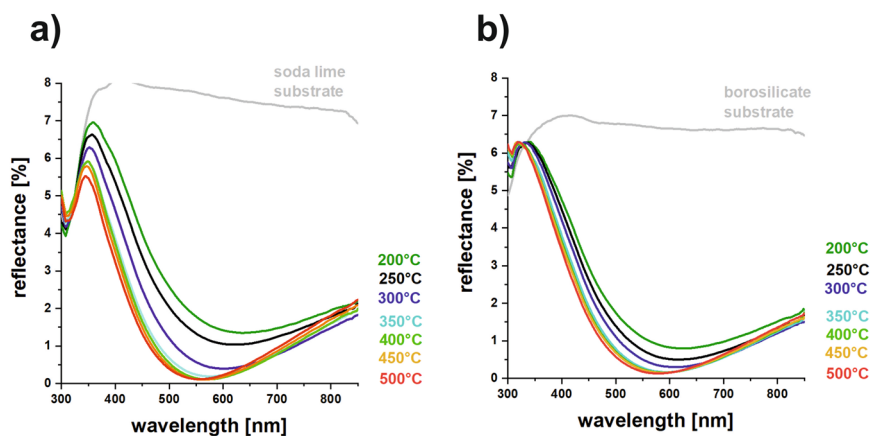 a)
soda lime
substrate
8
7
6
5
4
3
2
1
0
reflectance [%]
300 400 500 600 700 800
wavelength [nm]
200°C
250°C
300°C
350°C
400°C
450°C
500°C
b)
borosilicate
substrate
8
7
6
5
4
3
2
1
0
reflectance [%]
300 400 500 600 700 800
wavelength [nm]
200°C
250°C
300°C
350°C
400°C
450°C
500°C